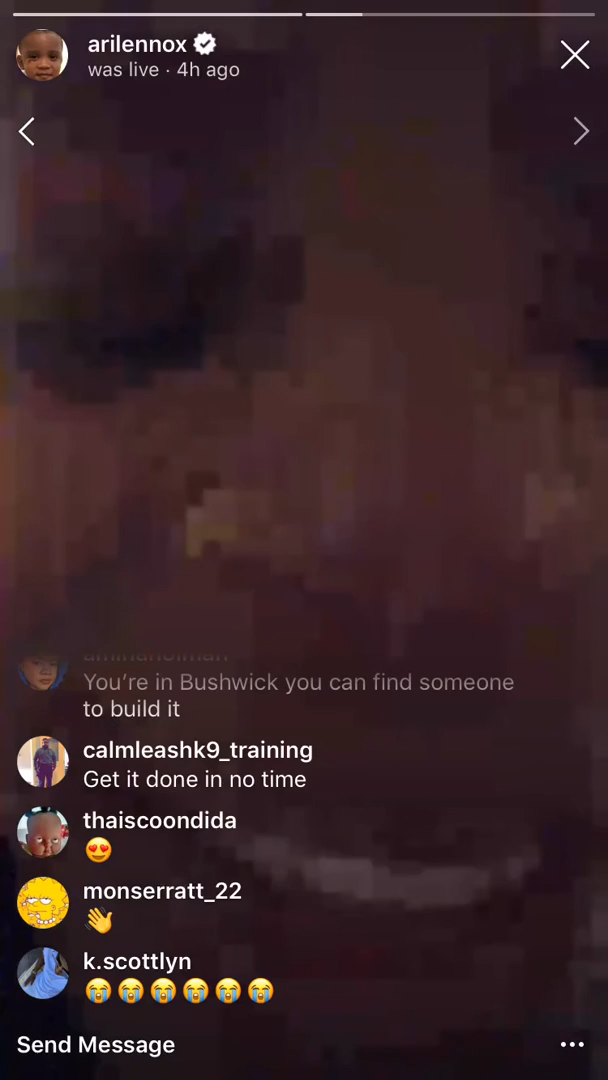 arilennox
was live · 4h ago
You’re in Bushwick you can find someone
to build it
calmleashk9_training
Get it done in no time
thaiscoondida
😍
monserratt_22
👋
k.scottlyn
😭😭😭😭😭😭
Send Message